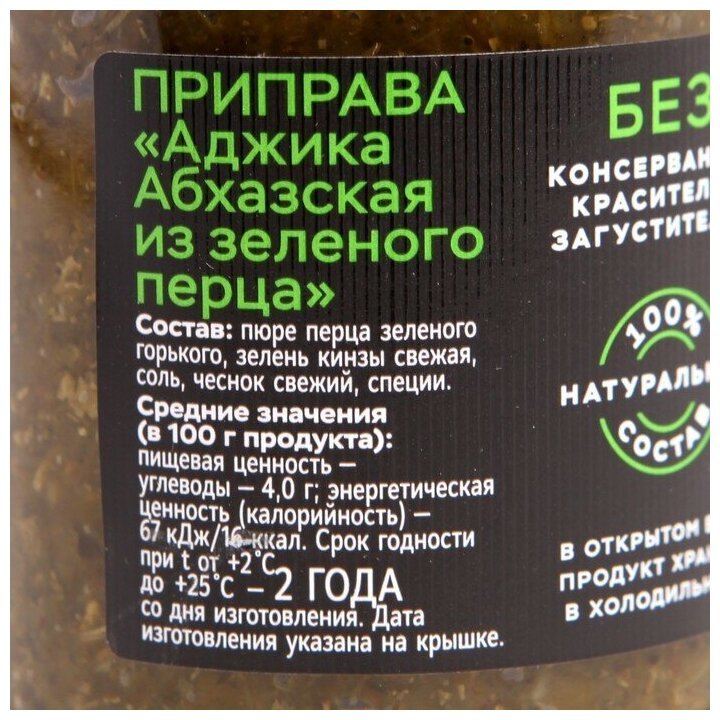 ПРИПРАВА
«Аджика
Абхазская
из зеленого
перца»
Состав: пюре перца зеленого
горького, зелень кинзы свежая,
соль, чеснок свежий, специи.
Средние значения
(в 100 г продукта):
пищевая ценность —
углеводы — 4,0 г; энергетическая
ценность (калорийность) —
67 кДж/16 ккал. Срок годности
при t от +2°С
до +25°С – 2 ГОДА
со дня изготовления. Дата
изготовления указана на крышке.
БЕЗ
КОНСЕРВАН
КРАСИТЕЛ
ЗАГУСТИТЕ
100%
НАТУРАЛЬ
СОСТАВ
В ОТКРЫТОМ
ПРОДУКТ ХРА
В ХОЛОДИЛЬ